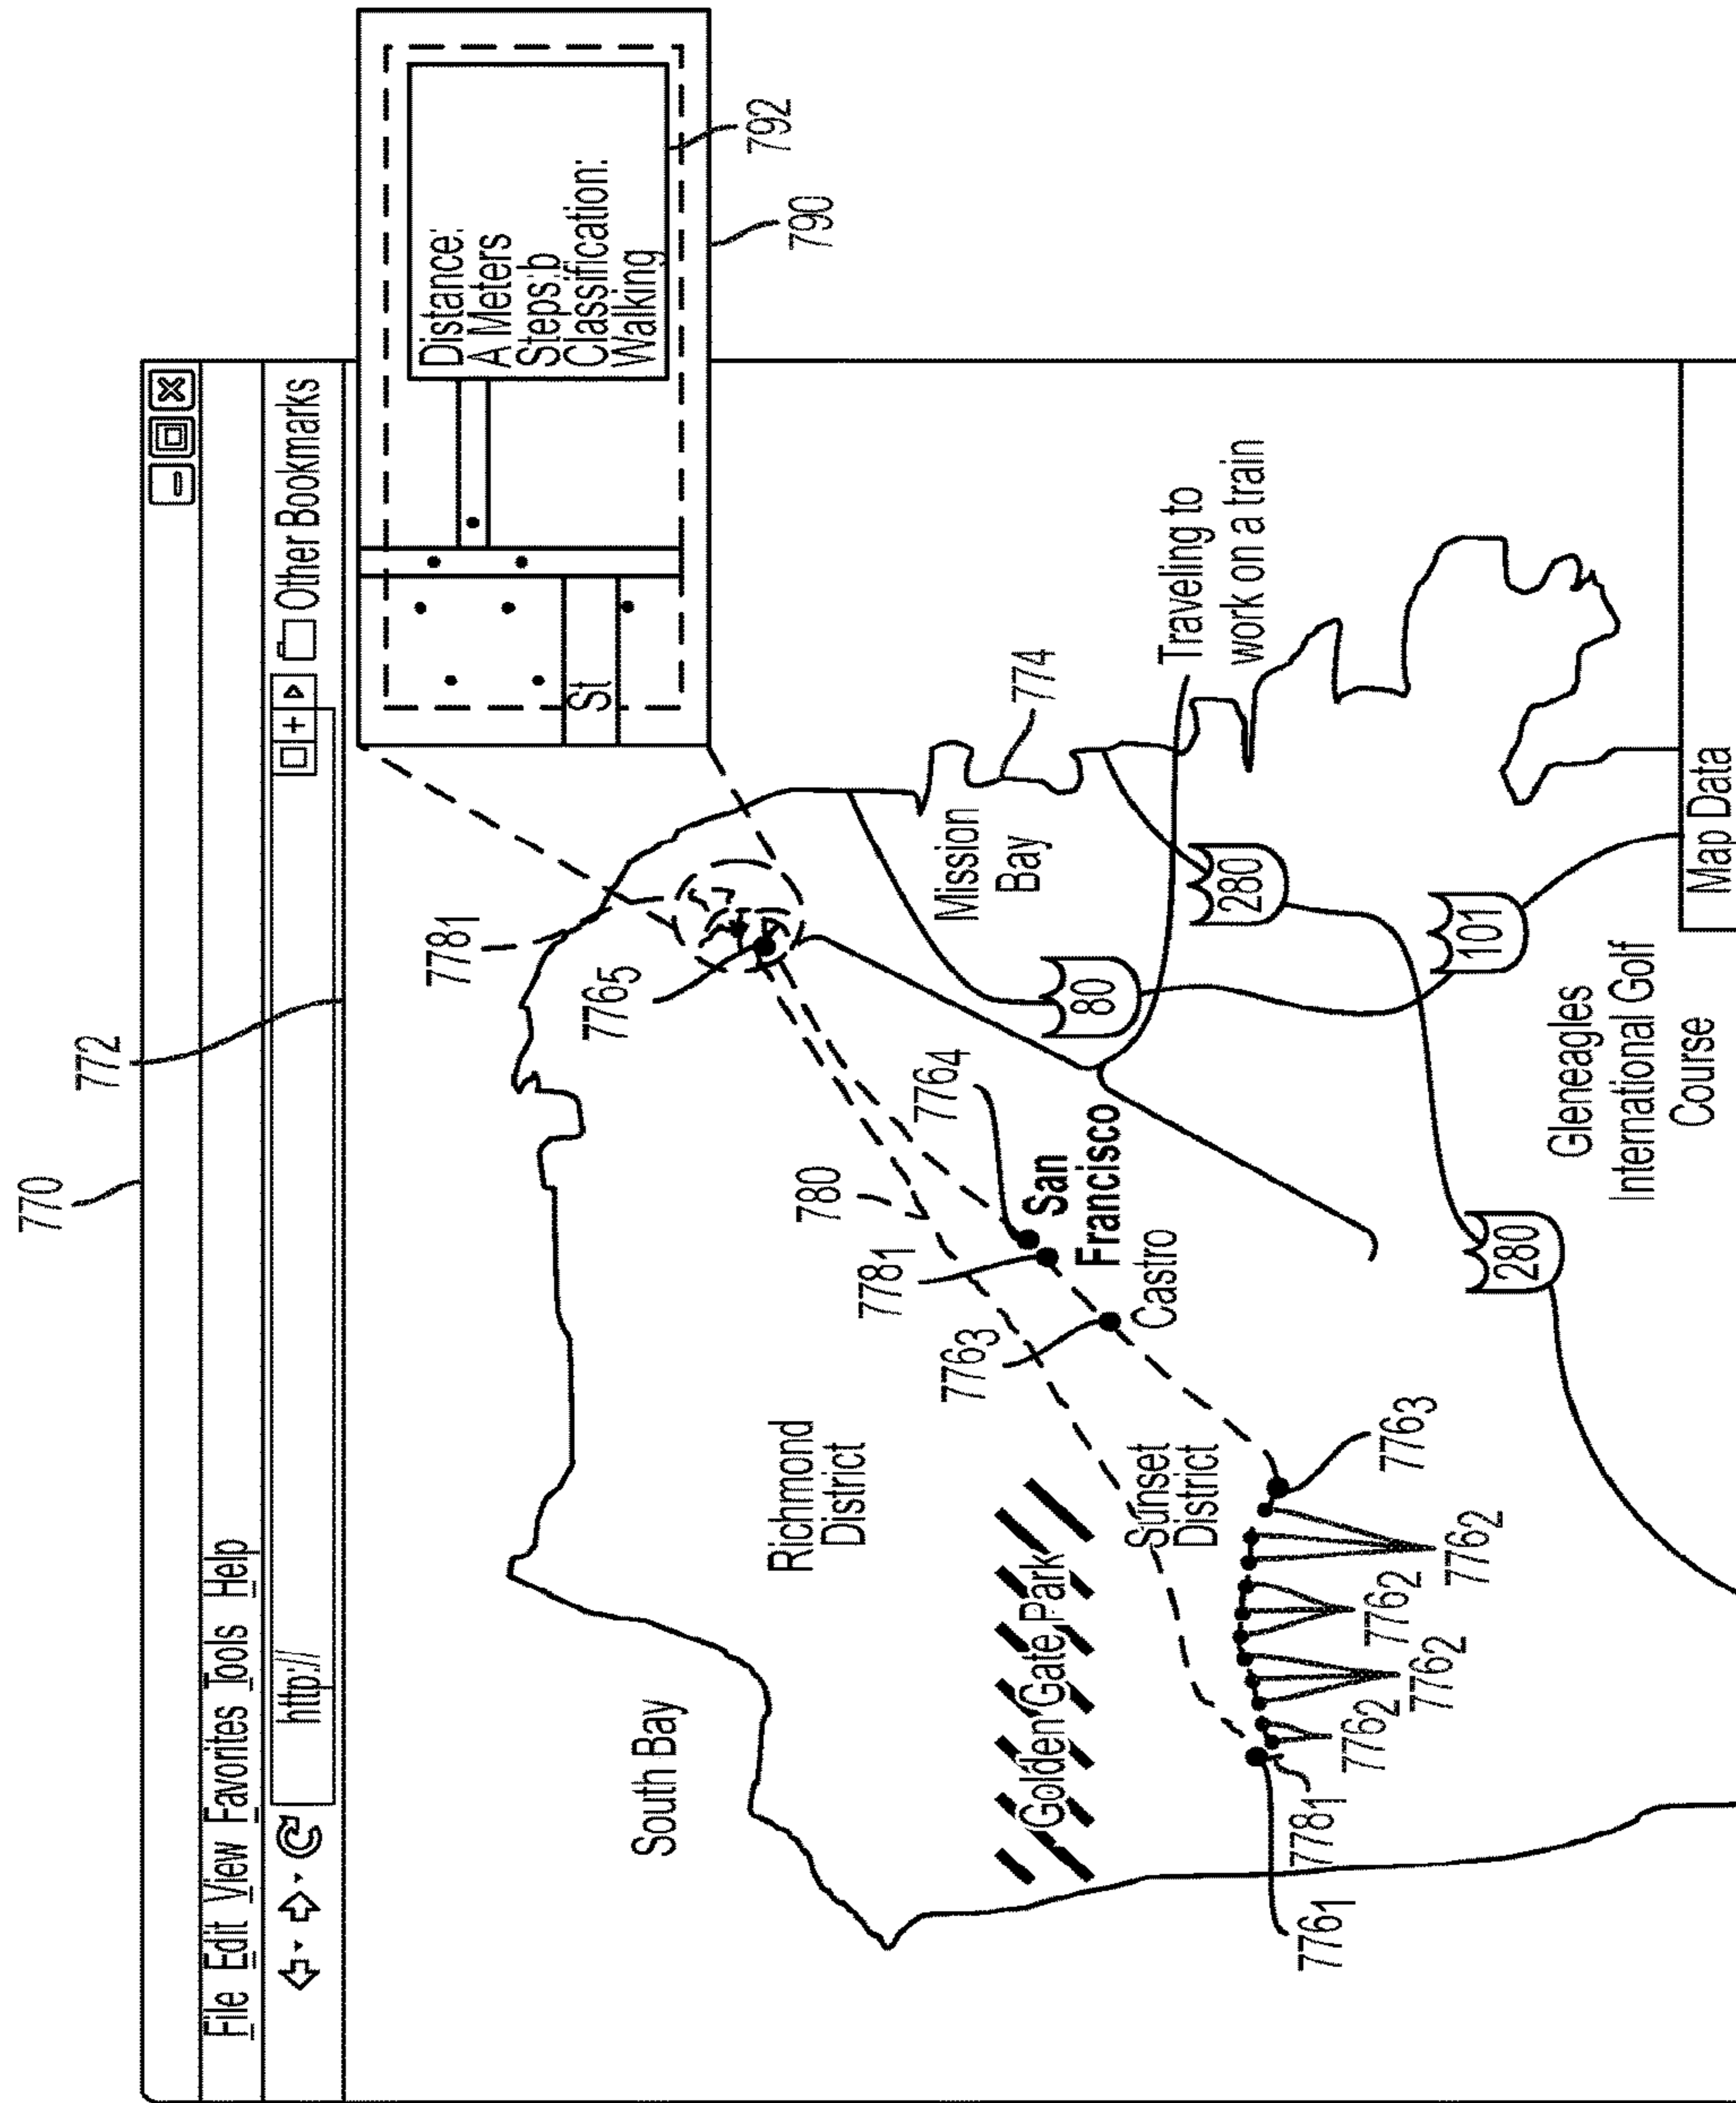 770
772
File Edit View Favorites Tools Help
http://
Other Bookmarks
Distance:
A Meters
Steps:b
Classification:
Walking
St
792
790
South Bay
778₁
776₅
Richmond
District
780
778₁
776₄
776₃
Mission
Bay
774
Golden Gate Park
San
Francisco
Castro
80
Sunset
District
Traveling to
work on a train
280
776₁
778₁
776₂
776₂
776₂
776₂
776₃
101
280
Gleneagles
International Golf
Course
Map Data